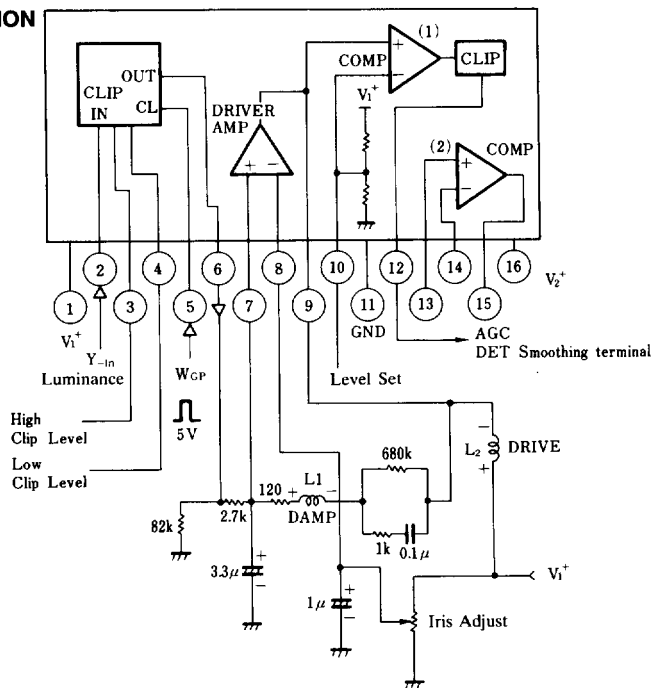 ION
OUT
CLIP
IN
CL
DRIVER
AMP
+
−
COMP
+
−
(1)
CLIP
V₁⁺
(2)
COMP
+
−
1
2
3
4
5
6
7
8
9
10
11
12
13
14
15
16
V₁⁺
Y-In
Luminance
WGP
5V
High
Clip Level
Low
Clip Level
GND
Level Set
AGC
DET Smoothing terminal
V₂⁺
82k
2.7k
120
+
L1
−
DAMP
680k
1k
0.1μ
−
L₂
+
DRIVE
3.3μ
+
−
1μ
+
−
V₁⁺
Iris Adjust